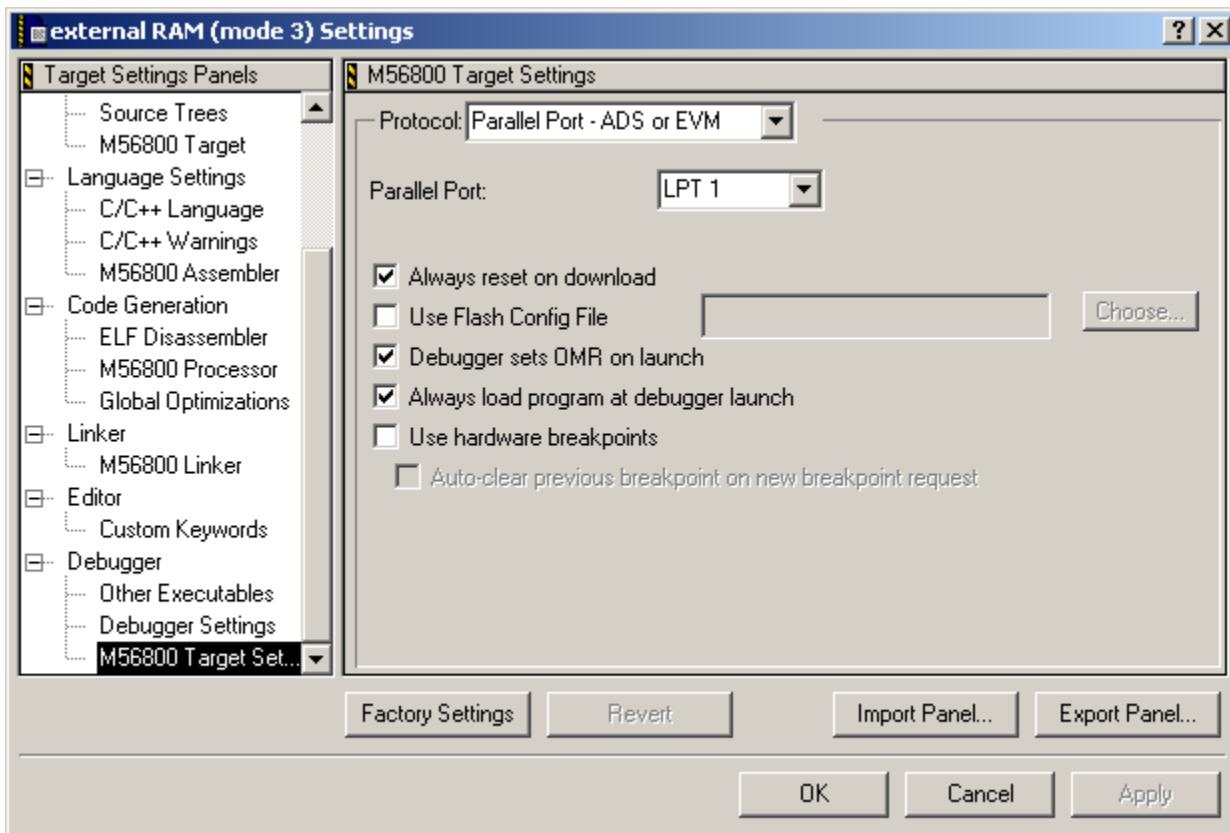 external RAM (mode 3) Settings
Target Settings Panels
Source Trees
M56800 Target
Language Settings
C/C++ Language
C/C++ Warnings
M56800 Assembler
Code Generation
ELF Disassembler
M56800 Processor
Global Optimizations
Linker
M56800 Linker
Editor
Custom Keywords
Debugger
Other Executables
Debugger Settings
M56800 Target Set...
M56800 Target Settings
Protocol: Parallel Port - ADS or EVM
Parallel Port: LPT 1
Always reset on download
Use Flash Config File Choose...
Debugger sets OMR on launch
Always load program at debugger launch
Use hardware breakpoints
Auto-clear previous breakpoint on new breakpoint request
Factory Settings Revert Import Panel... Export Panel...
OK Cancel Apply